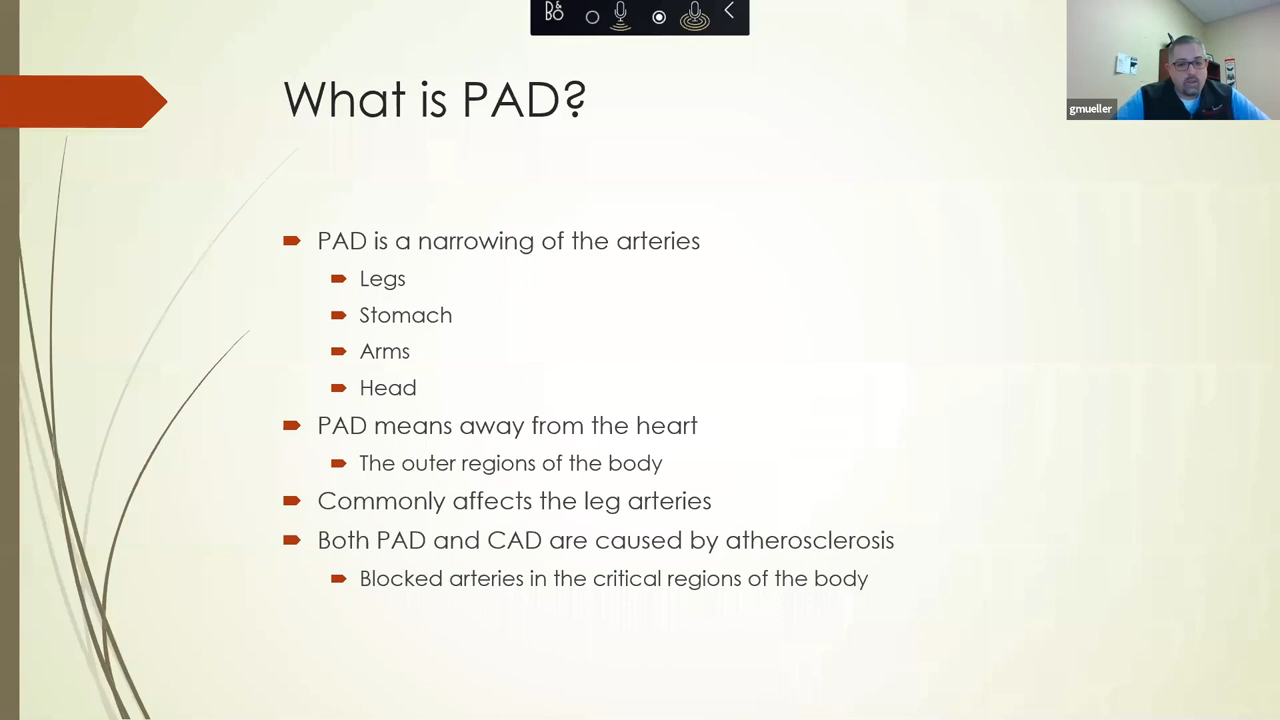 B&O
What is PAD?
gmueller
PAD is a narrowing of the arteries
Legs
Stomach
Arms
Head
PAD means away from the heart
The outer regions of the body
Commonly affects the leg arteries
Both PAD and CAD are caused by atherosclerosis
Blocked arteries in the critical regions of the body